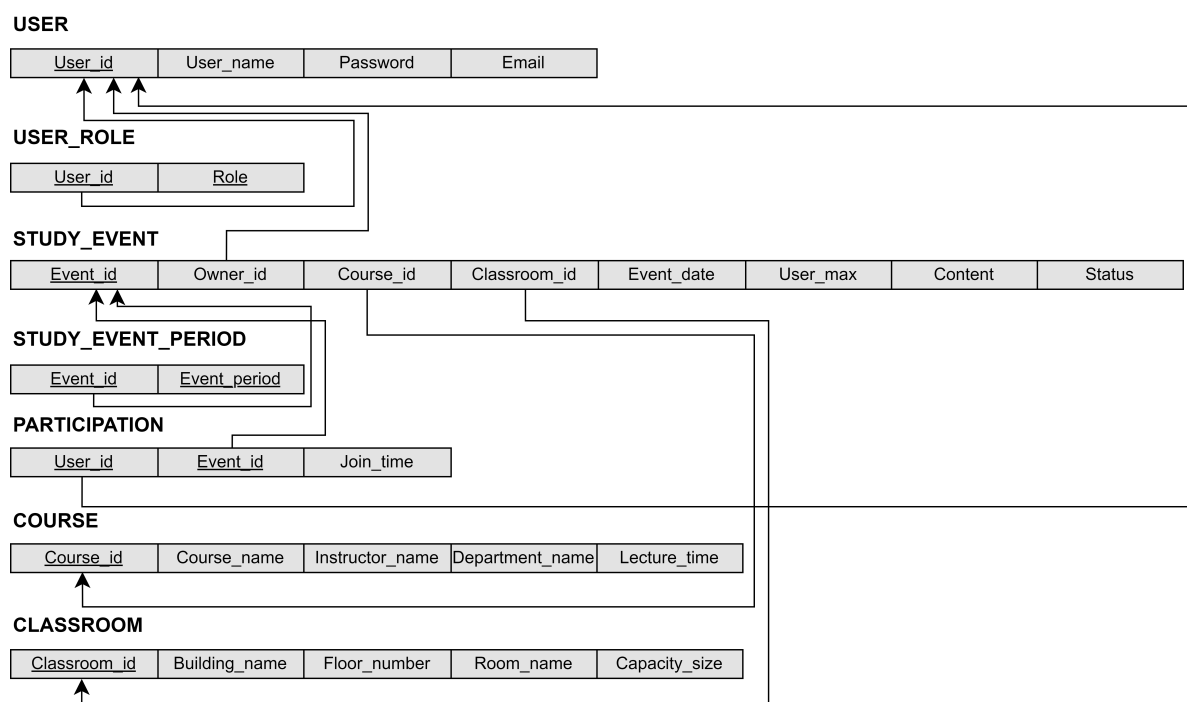 USER
User_id User_name Password Email
USER_ROLE
User_id Role
STUDY_EVENT
Event_id Owner_id Course_id Classroom_id Event_date User_max Content Status
STUDY_EVENT_PERIOD
Event_id Event_period
PARTICIPATION
User_id Event_id Join_time
COURSE
Course_id Course_name Instructor_name Department_name Lecture_time
CLASSROOM
Classroom_id Building_name Floor_number Room_name Capacity_size